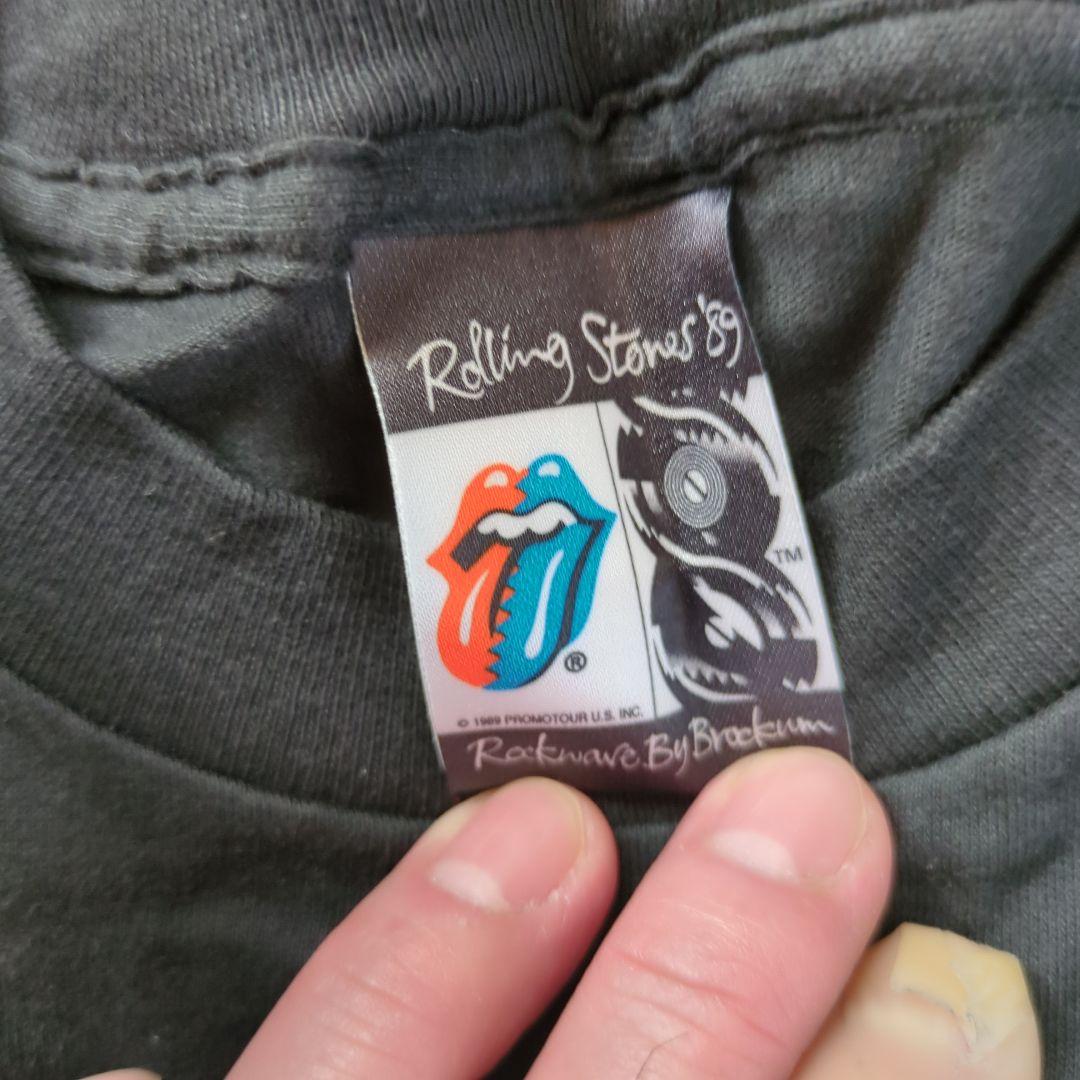 Rolling Stones '89
TM
®
© 1989 PROMOTOUR U.S. INC.
Rockware By Brockum